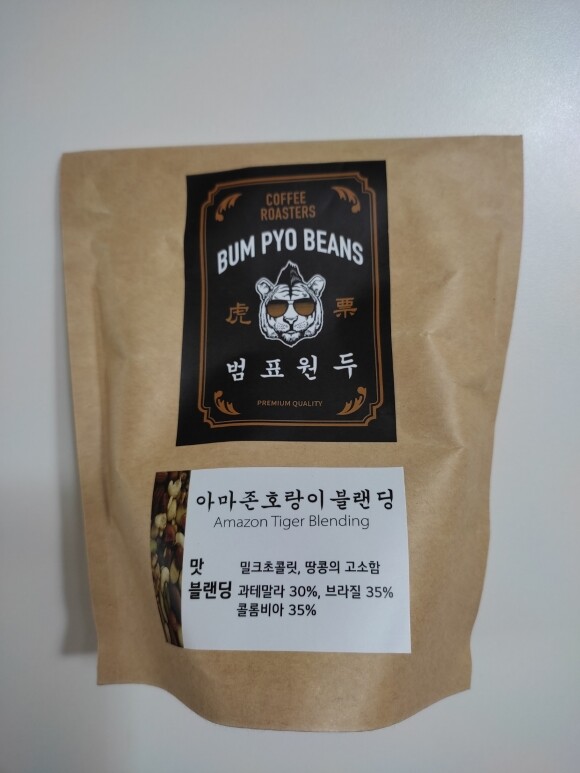 COFFEE
ROASTERS
BUM PYO BEANS
虎 票
범표원두
PREMIUM QUALITY
아마존호랑이블랜딩
Amazon Tiger Blending
맛 밀크초콜릿, 땅콩의 고소함
블랜딩 과테말라 30%, 브라질 35%
콜롬비아 35%